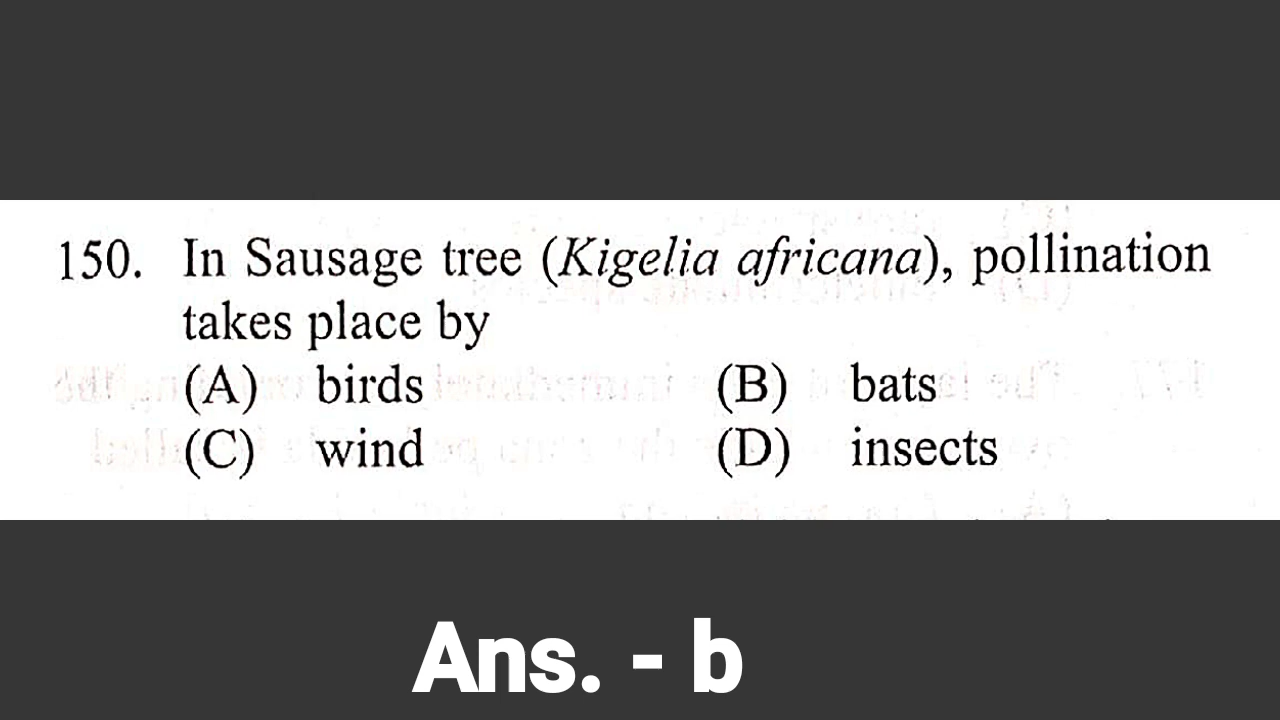 150. In Sausage tree (Kigelia africana), pollination
takes place by
(A) birds (B) bats
(C) wind (D) insects
Ans. - b